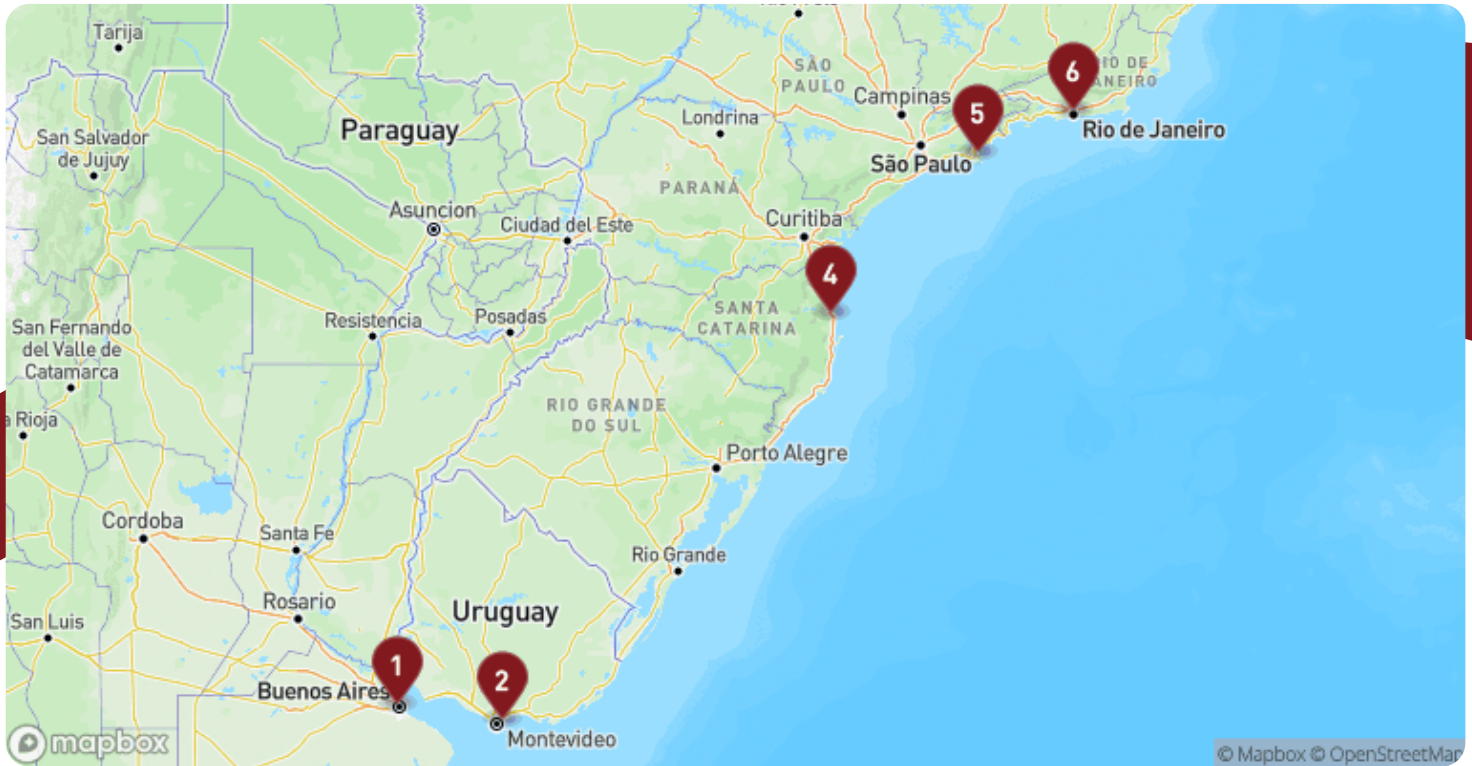 Tarija
SÃO
PAULO
6
RIO DE
JANEIRO
Campinas
5
Paraguay
Londrina
Rio de Janeiro
San Salvador
de Jujuy
São Paulo
PARANÁ
Asuncion
Ciudad del Este
Curitiba
4
San Fernando
del Valle de
Catamarca
Resistencia
Posadas
SANTA
CATARINA
a Rioja
RIO GRANDE
DO SUL
Porto Alegre
Cordoba
Santa Fe
Rio Grande
Rosario
Uruguay
San Luis
1
2
Buenos Aires
Montevideo
mapbox
© Mapbox © OpenStreetMap